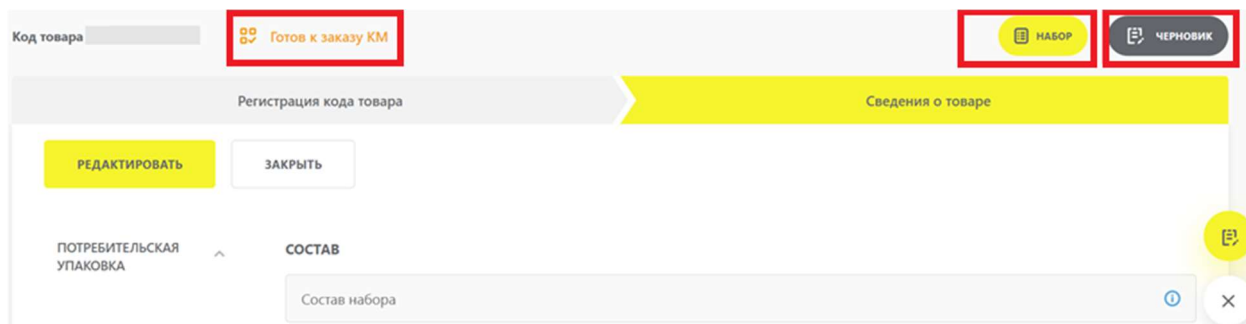 Код товара
Готов к заказу КМ
НАБОР
ЧЕРНОВИК
Регистрация кода товара
Сведения о товаре
РЕДАКТИРОВАТЬ
ЗАКРЫТЬ
ПОТРЕБИТЕЛЬСКАЯ
УПАКОВКА
СОСТАВ
Состав набора